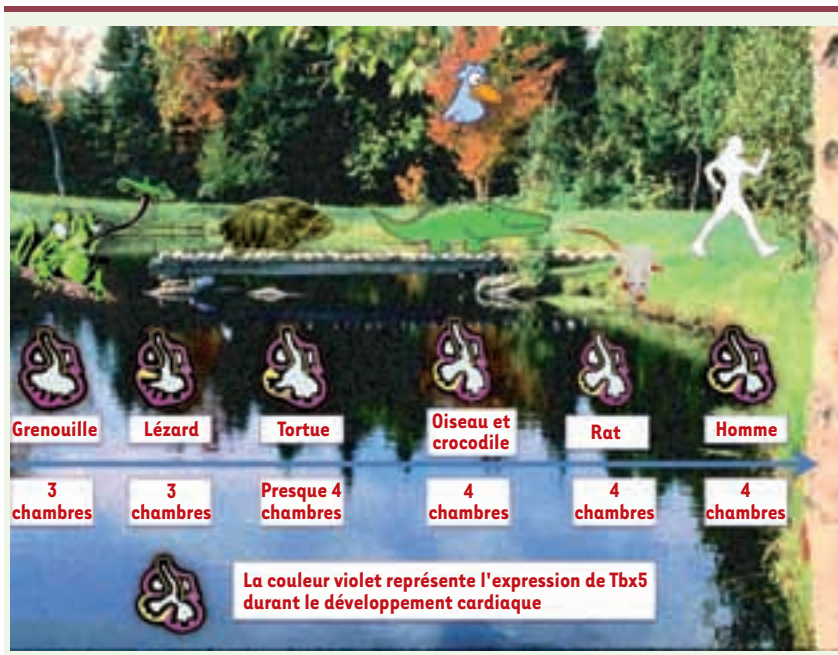 Grenouille
Lézard
Tortue
Oiseau et
crocodile
Rat
Homme
3
chambres
3
chambres
Presque 4
chambres
4
chambres
4
chambres
4
chambres
La couleur violet représente l'expression de Tbx5
durant le développement cardiaque